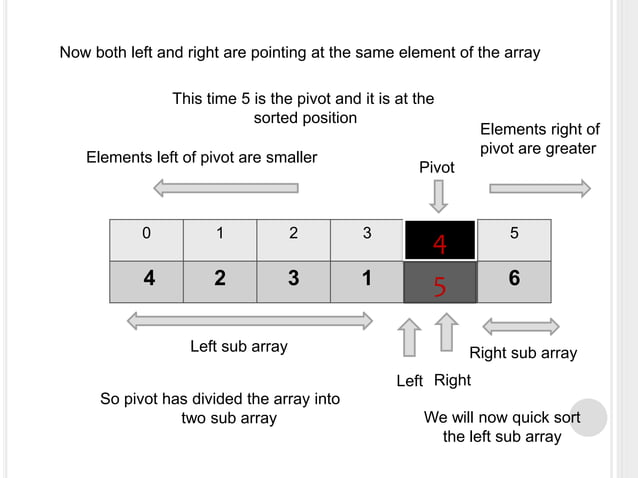 Now both left and right are pointing at the same element of the array
This time 5 is the pivot and it is at the
sorted position
Elements right of
pivot are greater
Elements left of pivot are smaller
Pivot
0 1 2 3 4 5
4 2 3 1 5 6
Left sub array
Right sub array
Left Right
So pivot has divided the array into
two sub array
We will now quick sort
the left sub array